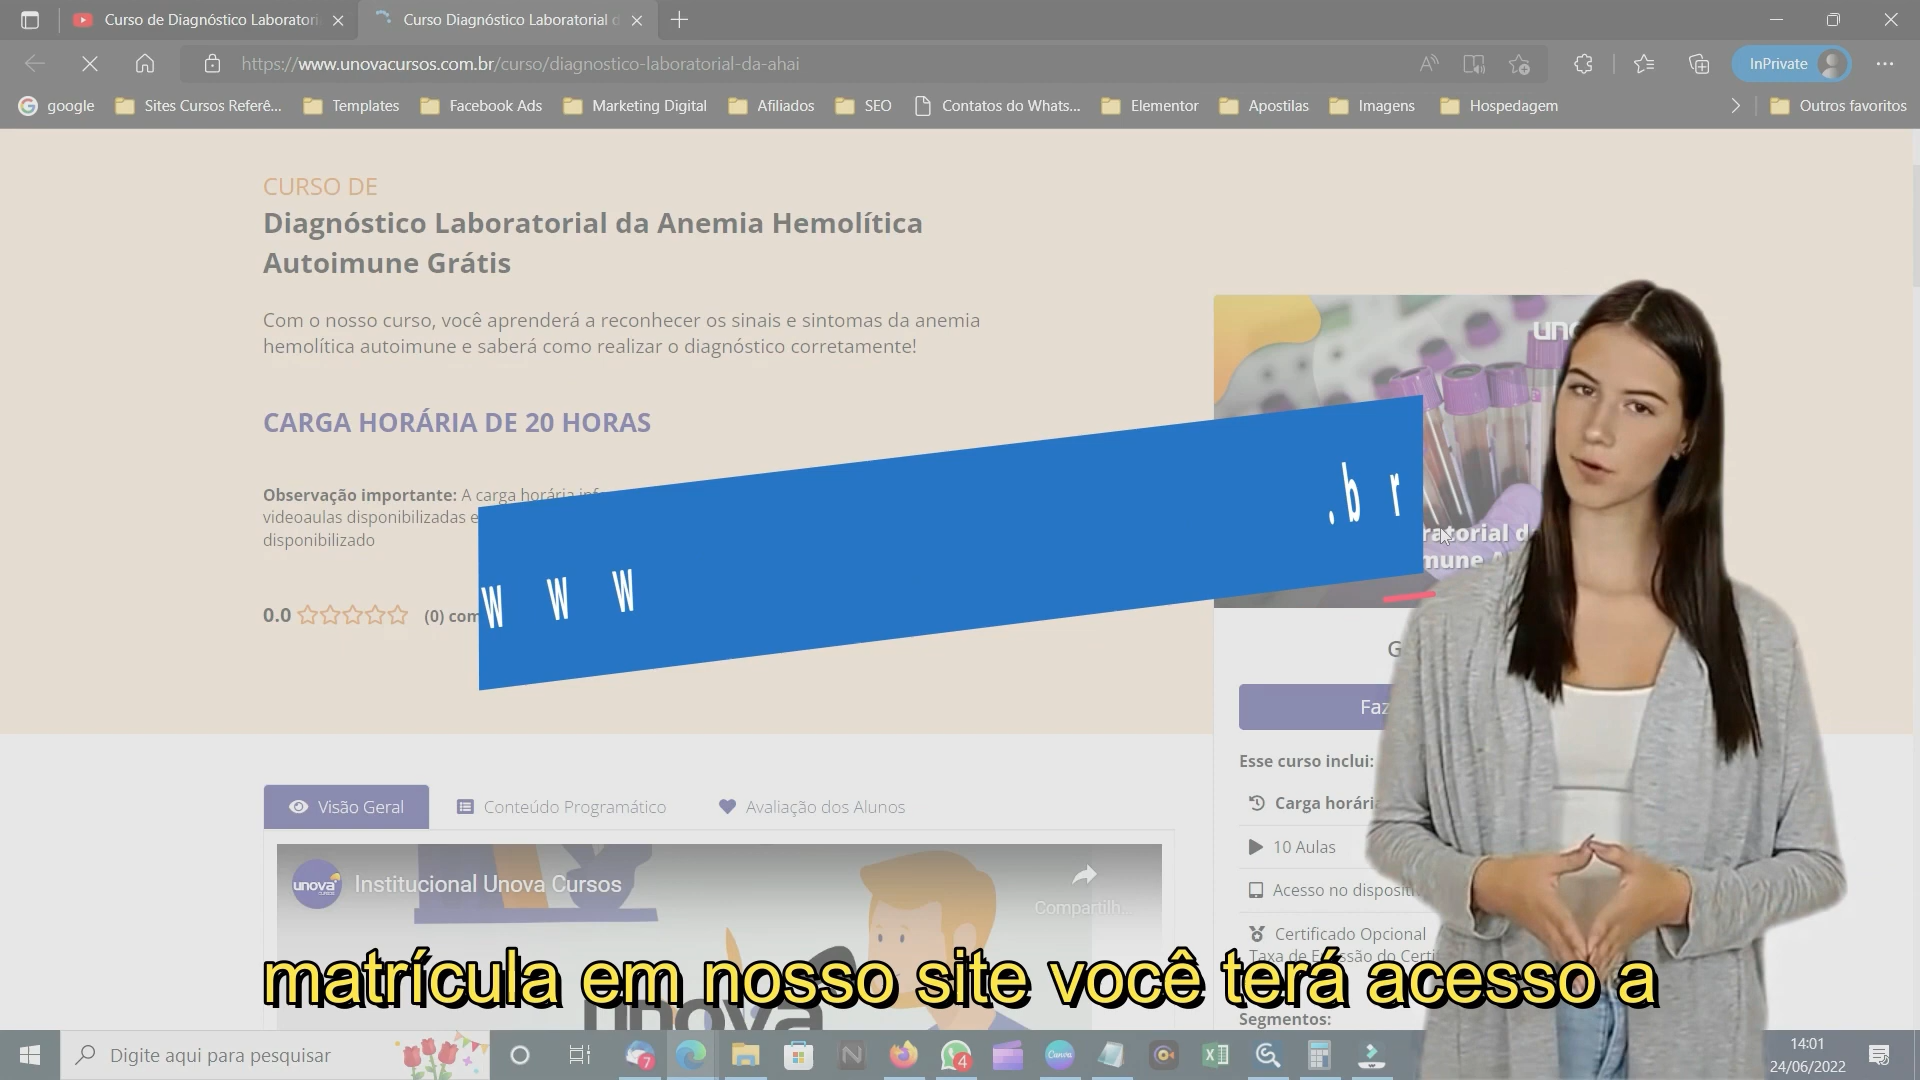 Curso de Diagnóstico Laboratori
Curso Diagnóstico Laboratorial d
https://www.unovacursos.com.br/curso/diagnostico-laboratorial-da-ahai
InPrivate
google
Sites Cursos Referê...
Templates
Facebook Ads
Marketing Digital
Afiliados
SEO
Contatos do Whats...
Elementor
Apostilas
Imagens
Hospedagem
Outros favoritos
CURSO DE
Diagnóstico Laboratorial da Anemia Hemolítica
Autoimune Grátis
Com o nosso curso, você aprenderá a reconhecer os sinais e sintomas da anemia
hemolítica autoimune e saberá como realizar o diagnóstico corretamente!
CARGA HORÁRIA DE 20 HORAS
Observação importante: A carga horária
videoaulas disponibilizadas e
disponibilizado
0.0
(0) com
www
.br
Esse curso inclui:
10 Aulas
Certificado Opcional
Segmentos:
Visão Geral
Conteúdo Programático
Avaliação dos Alunos
unova
Institucional Unova Cursos
Compartilh...
matrícula em nosso site você terá acesso a
Digite aqui para pesquisar
7
4
Canva
14:01
24/06/2022